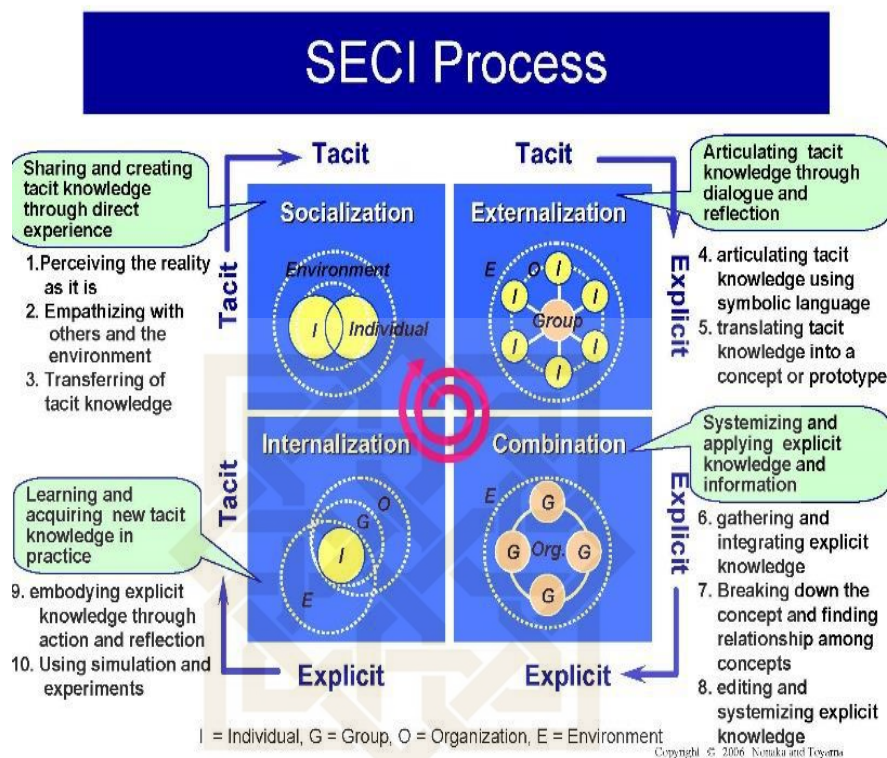 SECI Process
Tacit
Tacit
Sharing and creating
tacit knowledge
through direct
experience
1.Perceiving the reality
as it is
2. Empathizing with
others and the
environment
3. Transferring of
tacit knowledge
Tacit
Socialization
Environment
I
Individual
Externalization
E
O
I
I
I
Group
I
I
I
Explicit
Articulating tacit
knowledge through
dialogue and
reflection
4. articulating tacit
knowledge using
symbolic language
5. translating tacit
knowledge into a
concept or prototype
Learning and
acquiring new tacit
knowledge in
practice
9. embodying explicit
knowledge through
action and reflection
10. Using simulation and
experiments
Tacit
Internalization
O
G
I
E
Combination
E
G
G
Org.
G
G
Explicit
Systemizing and
applying explicit
knowledge and
information
6. gathering and
integrating explicit
knowledge
7. Breaking down the
concept and finding
relationship among
concepts
8. editing and
systemizing explicit
knowledge
Explicit
Explicit
I = Individual, G = Group, O = Organization, E = Environment
Copyright © 2006 Nonaka and Toyama